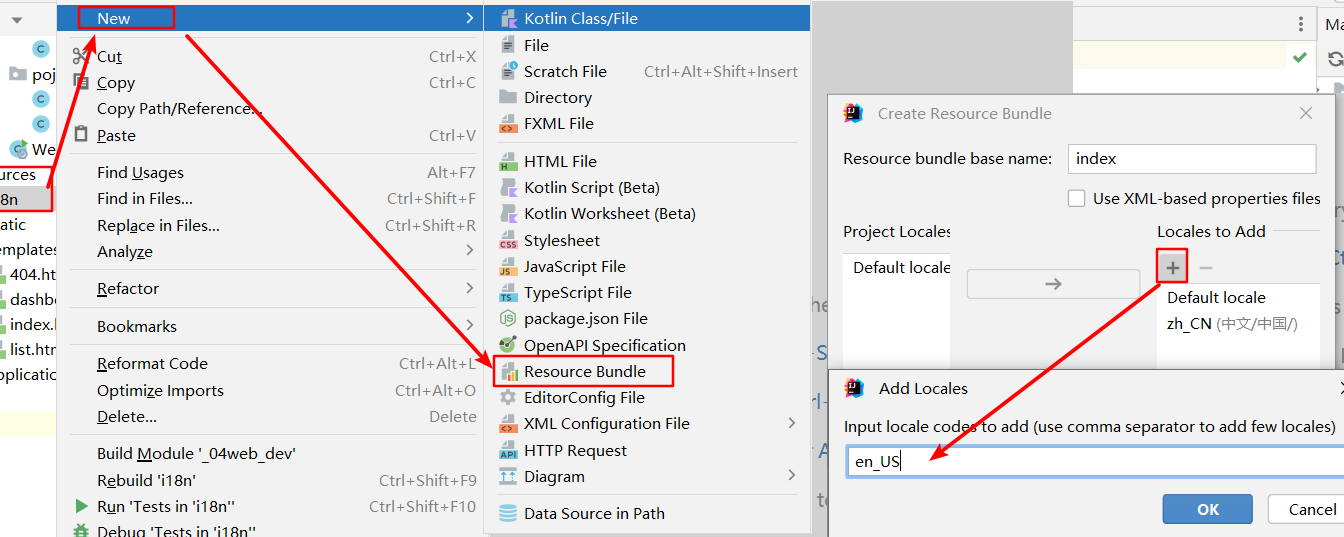 New
Cut Ctrl+X
Copy Ctrl+C
Copy Path/Reference...
Paste Ctrl+V
Find Usages Alt+F7
Find in Files... Ctrl+Shift+F
Replace in Files... Ctrl+Shift+R
Analyze
Refactor
Bookmarks
Reformat Code Ctrl+Alt+L
Optimize Imports Ctrl+Alt+O
Delete... Delete
Build Module '_04web_dev'
Rebuild 'i18n' Ctrl+Shift+F9
Run 'Tests in 'i18n'' Ctrl+Shift+F10
Debug 'Tests in 'i18n''
poj
We
urces
8n
atic
emplates
404.ht
dashbo
index.
list.htm
pplicatio
Kotlin Class/File
File
Scratch File Ctrl+Alt+Shift+Insert
Directory
FXML File
HTML File
Kotlin Script (Beta)
Kotlin Worksheet (Beta)
Stylesheet
JavaScript File
TypeScript File
package.json File
OpenAPI Specification
Resource Bundle
EditorConfig File
XML Configuration File
HTTP Request
Diagram
Data Source in Path
Ma
Create Resource Bundle
Resource bundle base name: index
Use XML-based properties files
Project Locales
Default locale
Locales to Add
Default locale
zh_CN (中文/中国/)
Add Locales
Input locale codes to add (use comma separator to add few locales)
en_US
OK Cancel